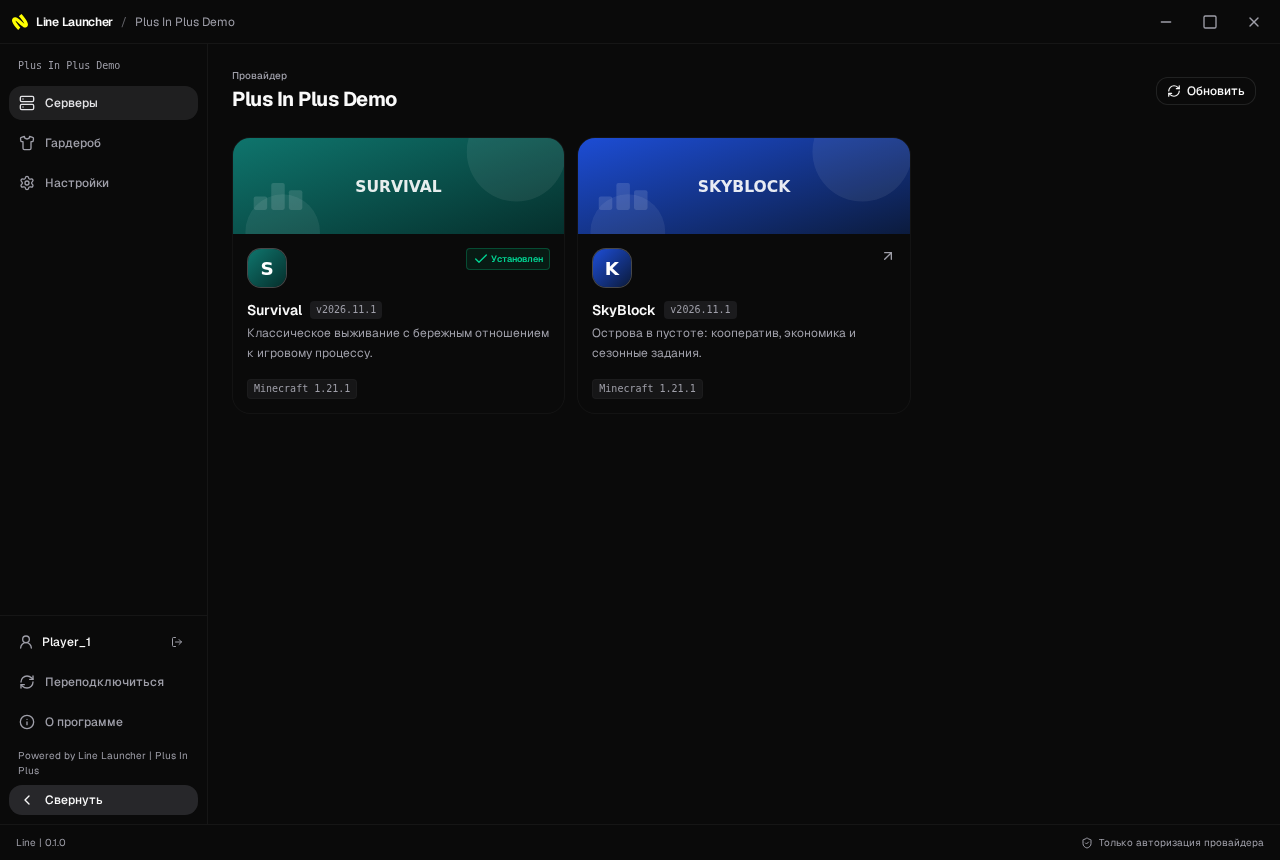 Line Launcher / Plus In Plus Demo
Plus In Plus Demo
Серверы
Гардероб
Настройки
Провайдер
Plus In Plus Demo
Обновить
SURVIVAL
S
Установлен
Survival v2026.11.1
Классическое выживание с бережным отношением
к игровому процессу.
Minecraft 1.21.1
SKYBLOCK
K
SkyBlock v2026.11.1
Острова в пустоте: кооператив, экономика и
сезонные задания.
Minecraft 1.21.1
Player_1
Переподключиться
О программе
Powered by Line Launcher | Plus In
Plus
Свернуть
Line | 0.1.0
Только авторизация провайдера